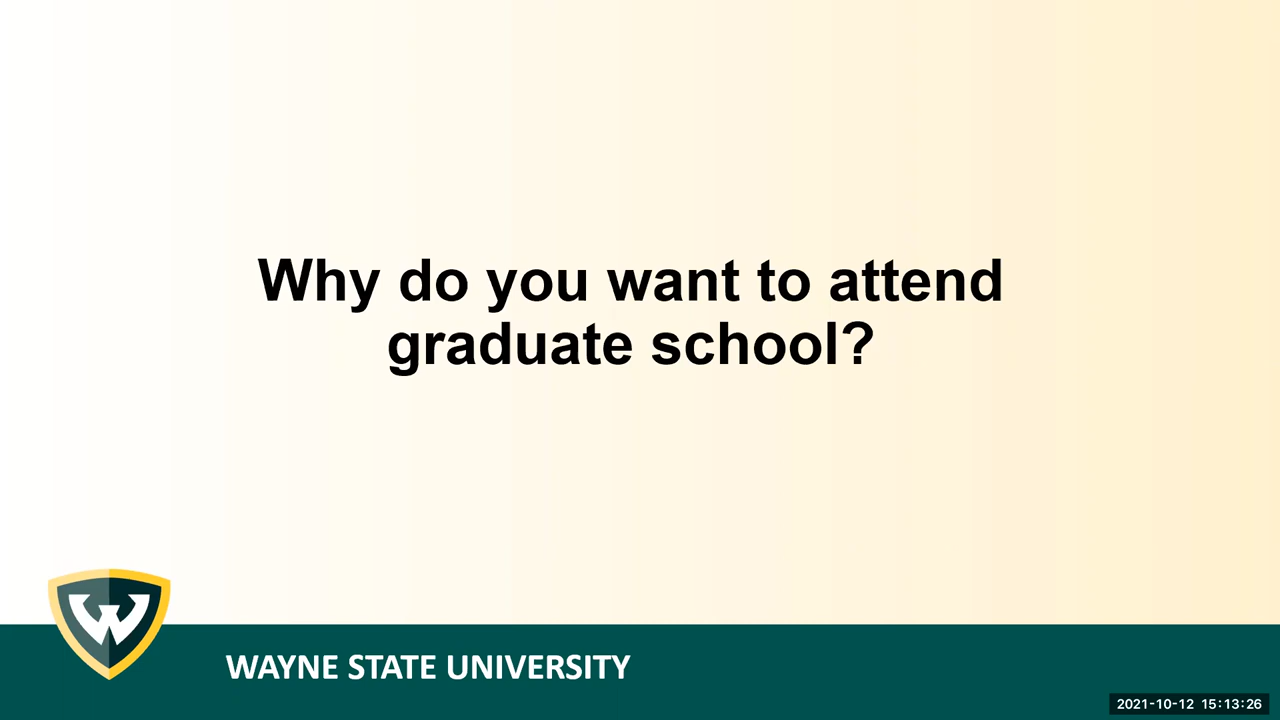 Why do you want to attend
graduate school?
W
WAYNE STATE UNIVERSITY
2021-10-12 15:13:26